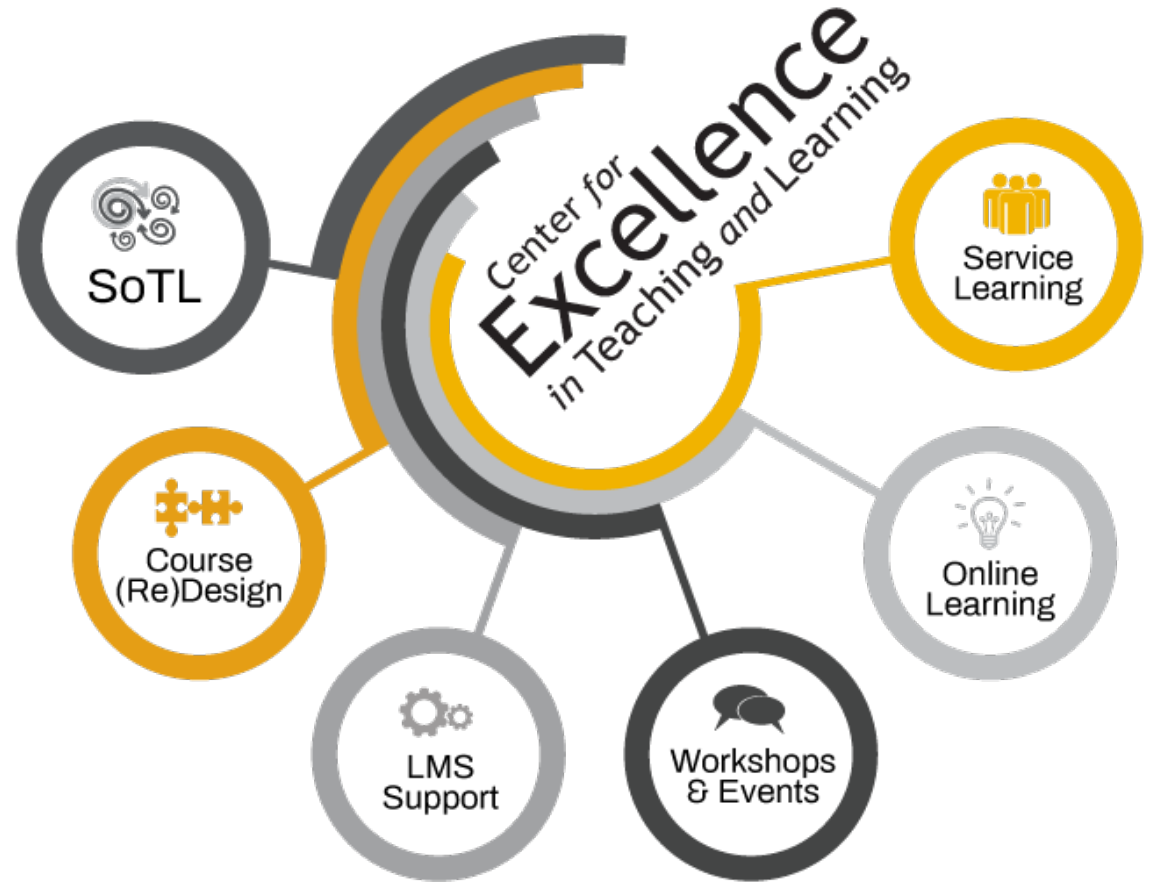 Center for
Excellence
in Teaching and Learning
SoTL
Course
(Re)Design
LMS
Support
Workshops
& Events
Online
Learning
Service
Learning